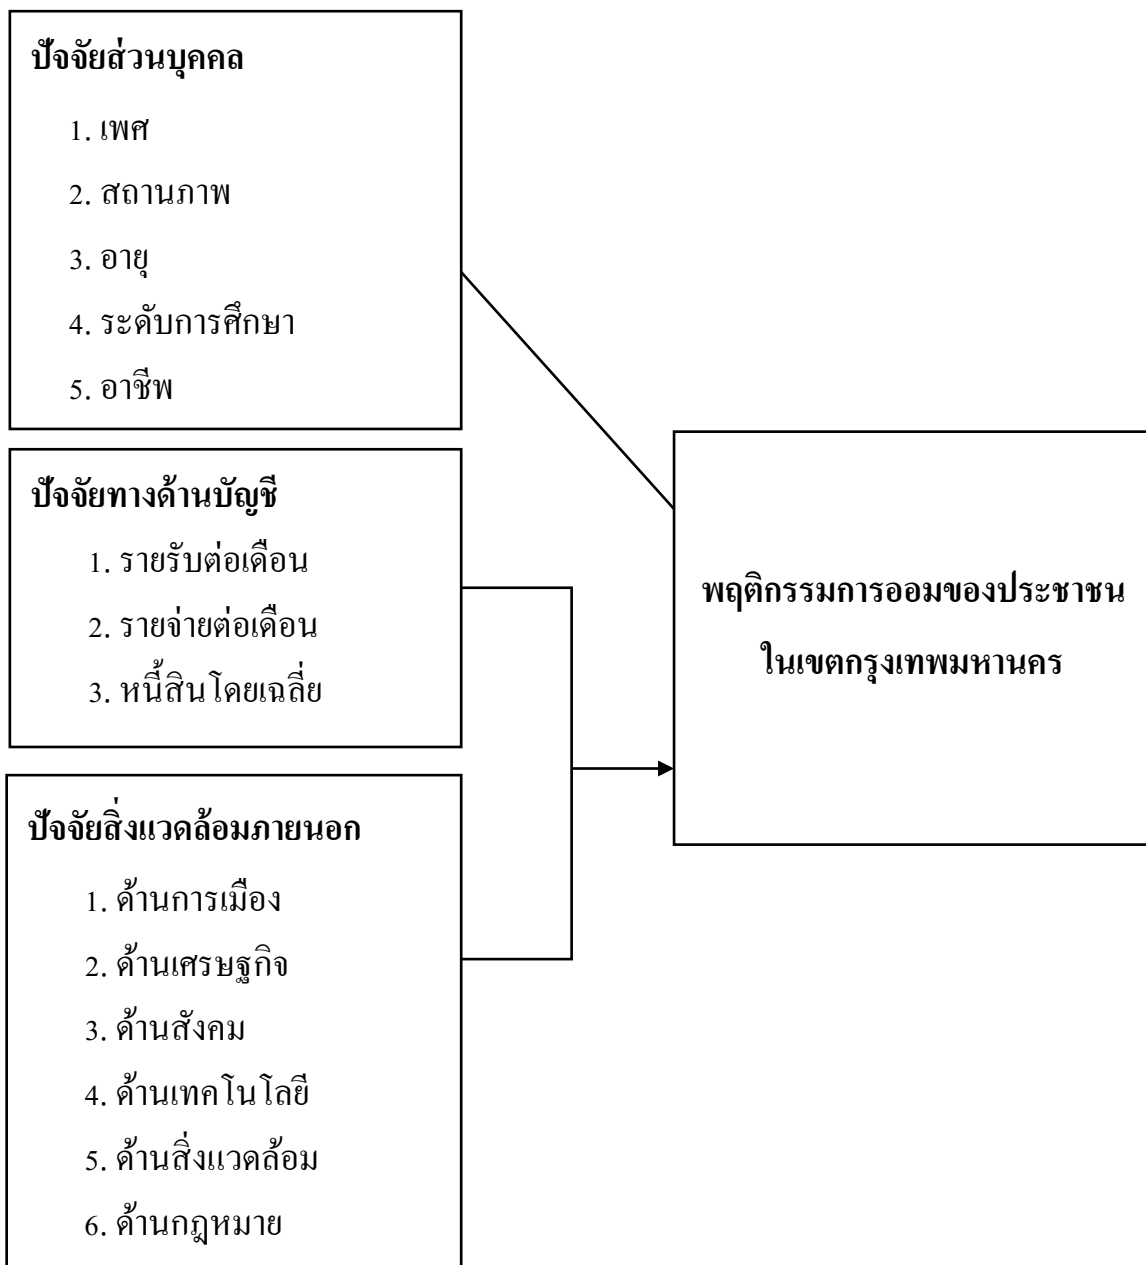 ปัจจัยส่วนบุคคล
1. เพศ
2. สถานภาพ
3. อายุ
4. ระดับการศึกษา
5. อาชีพ
ปัจจัยทางด้านบัญชี
1. รายรับต่อเดือน
2. รายจ่ายต่อเดือน
3. หนี้สินโดยเฉลี่ย
ปัจจัยสิ่งแวดล้อมภายนอก
1. ด้านการเมือง
2. ด้านเศรษฐกิจ
3. ด้านสังคม
4. ด้านเทคโนโลยี
5. ด้านสิ่งแวดล้อม
6. ด้านกฎหมาย
พฤติกรรมการออมของประชาชน
ในเขตกรุงเทพมหานคร